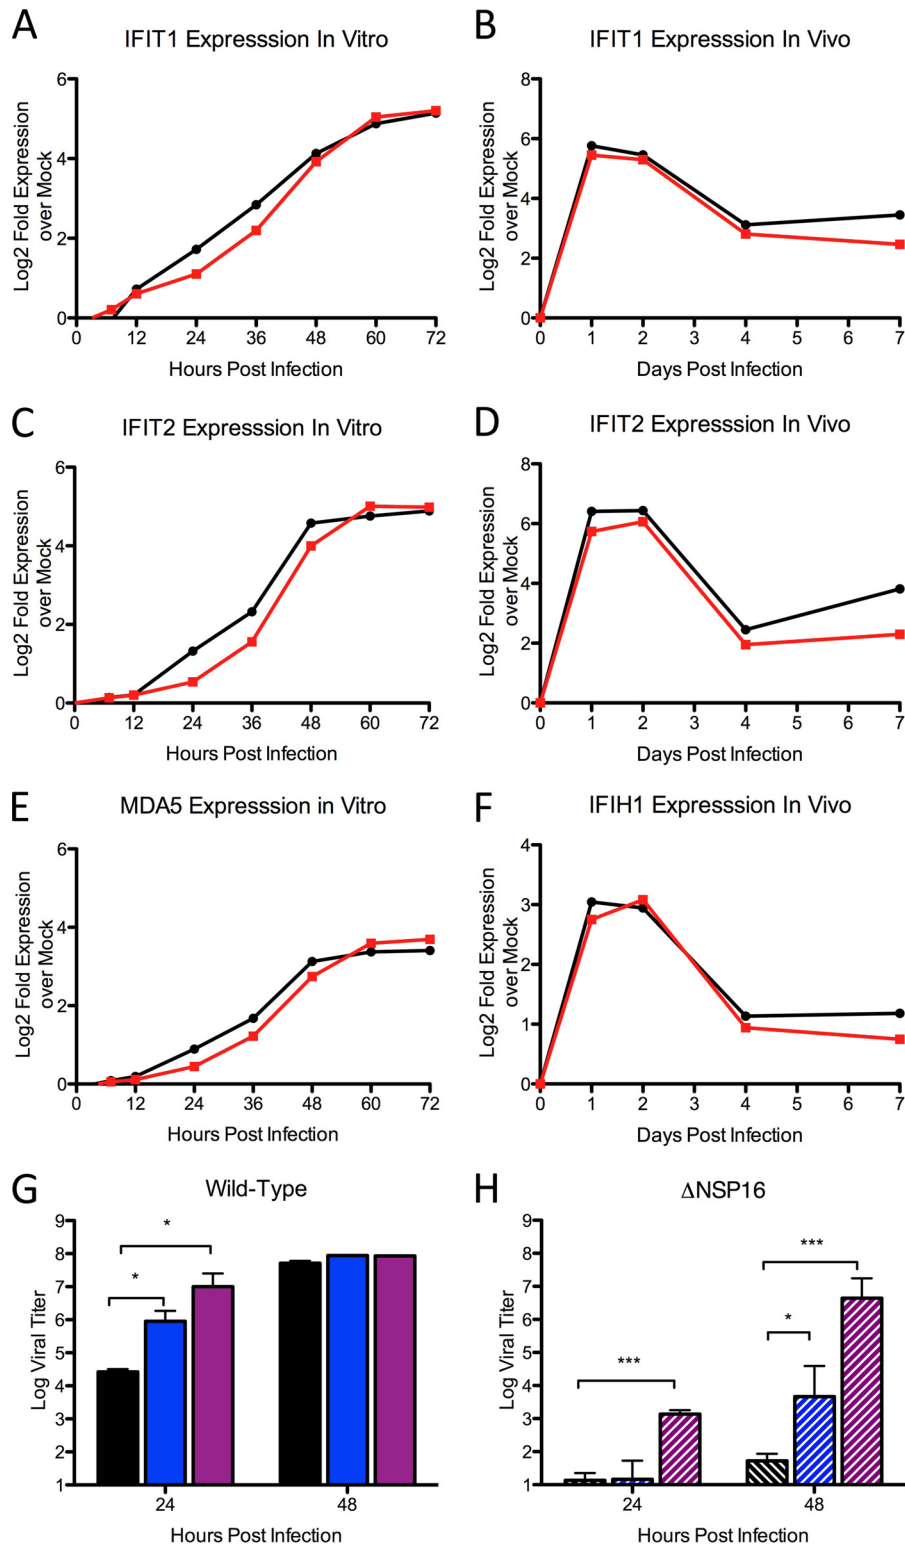 A
IFIT1 Expresssion In Vitro
Log2 Fold Expression
over Mock
6
4
2
0
0 12 24 36 48 60 72
Hours Post Infection
B
IFIT1 Expresssion In Vivo
Log2 Fold Expression
over Mock
8
6
4
2
0
0 1 2 3 4 5 6 7
Days Post Infection
C
IFIT2 Expresssion In Vitro
Log2 Fold Expression
over Mock
6
4
2
0
0 12 24 36 48 60 72
Hours Post Infection
D
IFIT2 Expresssion In Vivo
Log2 Fold Expression
over Mock
8
6
4
2
0
0 1 2 3 4 5 6 7
Days Post Infection
E
MDA5 Expresssion in Vitro
Log2 Fold Expression
over Mock
6
4
2
0
0 12 24 36 48 60 72
Hours Post Infection
F
IFIH1 Expresssion In Vivo
Log2 Fold Expression
over Mock
4
3
2
1
0
0 1 2 3 4 5 6 7
Days Post Infection
G
Wild-Type
Log Viral Titer
9
8
7
6
5
4
3
2
1
*
*
24 48
Hours Post Infection
H
ΔNSP16
Log Viral Titer
9
8
7
6
5
4
3
2
1
***
***
*
24 48
Hours Post Infection